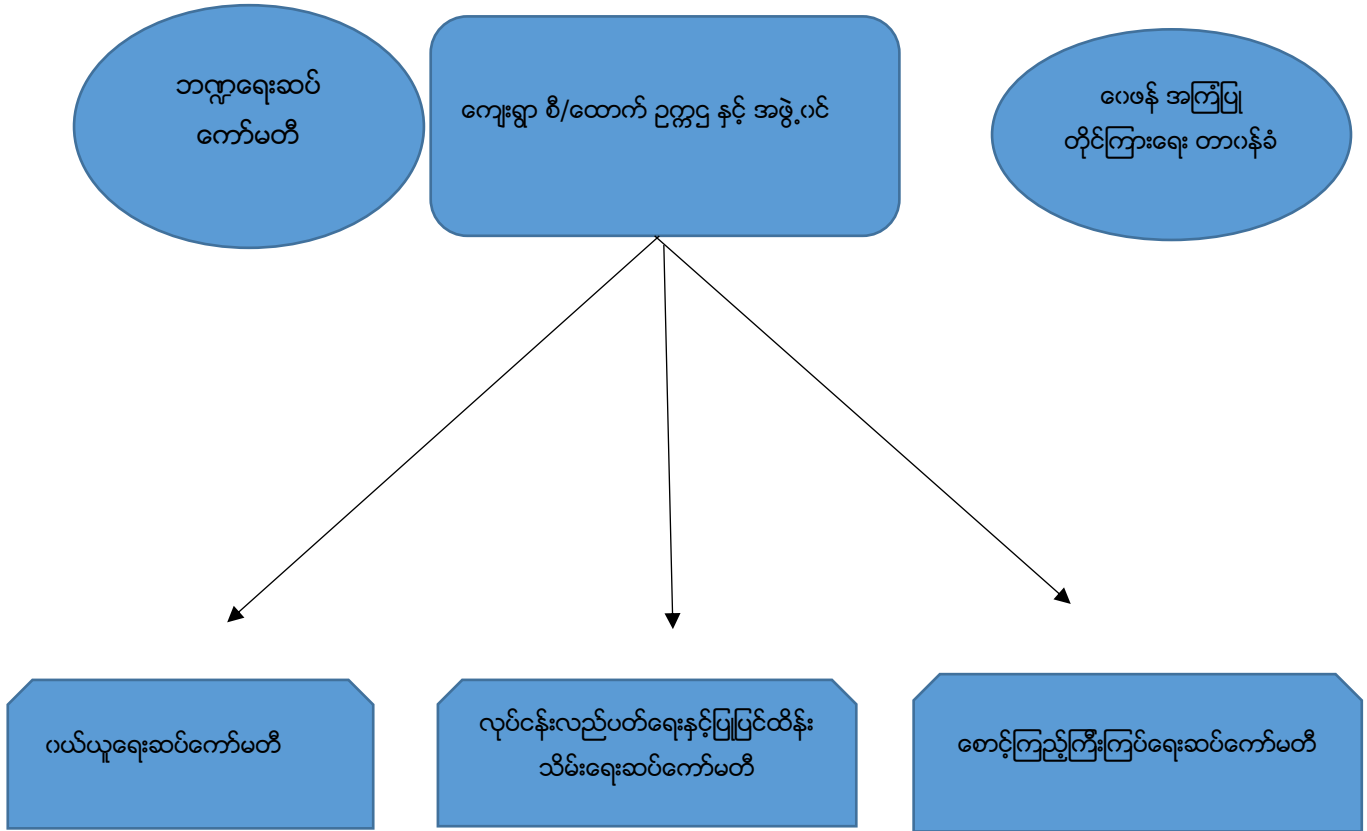 ဘဏ္ဍရေးဆပ်
ကော်မတီ
ကျေးရွာ စီ/ထောက် ဥက္ကဌ နှင့် အဖွဲ့ဝင်
ဝေဖန် အကြံပြု
တိုင်ကြားရေး တာဝန်ခံ
ဝယ်ယူရေးဆပ်ကော်မတီ
လုပ်ငန်းလည်ပတ်ရေးနှင့်ပြုပြင်ထိန်း
သိမ်းရေးဆပ်ကော်မတီ
စောင့်ကြည့်ကြီးကြပ်ရေးဆပ်ကော်မတီ